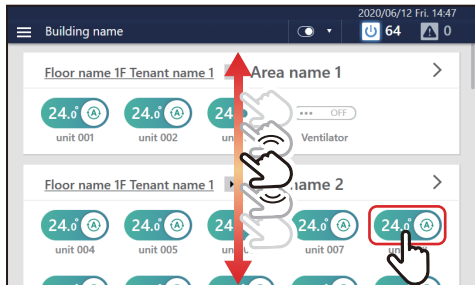 2020/06/12 Fri. 14:47
Building name 64 0
Floor name 1F Tenant name 1 Area name 1
24.0° A 24.0° A 24 OFF
unit 001 unit 002 Ventilator
Floor name 1F Tenant name 1 name 2
24.0° A 24.0° A 24 24.0° A 24.0° A
unit 004 unit 005 unit 007